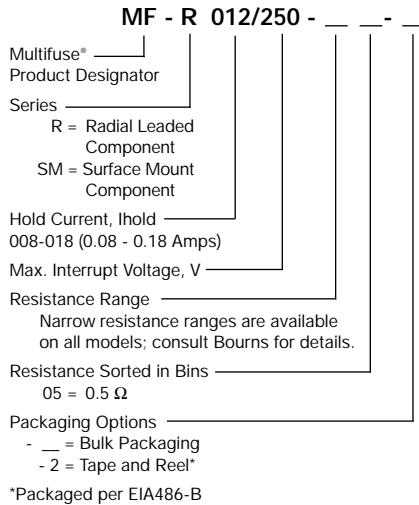 MF - R 012/250 - __ __- __
Multifuse®
Product Designator
Series
R = Radial Leaded
Component
SM = Surface Mount
Component
Hold Current, Ihold
008-018 (0.08 - 0.18 Amps)
Max. Interrupt Voltage, V
Resistance Range
Narrow resistance ranges are available
on all models; consult Bourns for details.
Resistance Sorted in Bins
05 = 0.5 Ω
Packaging Options
- __ = Bulk Packaging
- 2 = Tape and Reel*
*Packaged per EIA486-B